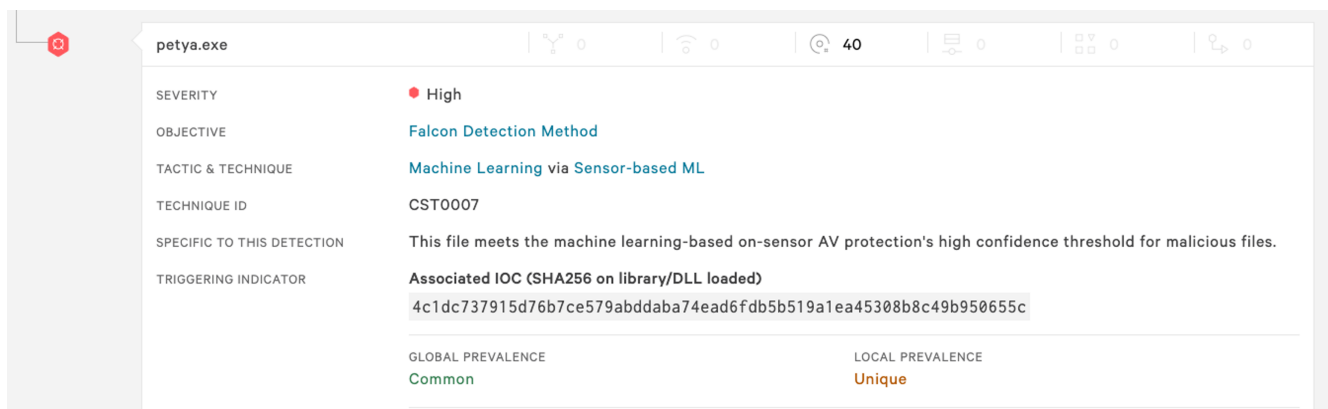 petya.exe 0 0 40 0 0 0
SEVERITY High
OBJECTIVE Falcon Detection Method
TACTIC & TECHNIQUE Machine Learning via Sensor-based ML
TECHNIQUE ID CST0007
SPECIFIC TO THIS DETECTION This file meets the machine learning-based on-sensor AV protection's high confidence threshold for malicious files.
TRIGGERING INDICATOR Associated IOC (SHA256 on library/DLL loaded)
4c1dc737915d76b7ce579abddaba74ead6fdb5b519a1ea45308b8c49b950655c
GLOBAL PREVALENCE LOCAL PREVALENCE
Common Unique